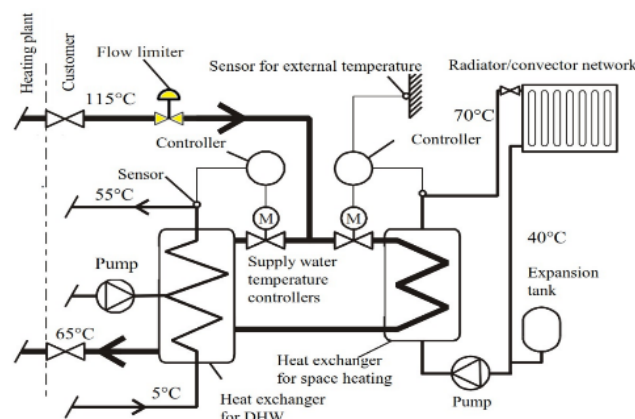 Heating plant
Customer
Flow limiter
115°C
Sensor for external temperature
Radiator/convector network
70°C
Controller
Controller
Sensor
55°C
M
M
40°C
Supply water
temperature
controllers
Pump
Expansion
tank
65°C
Heat exchanger
for space heating
Pump
5°C
Heat exchanger
for DHW